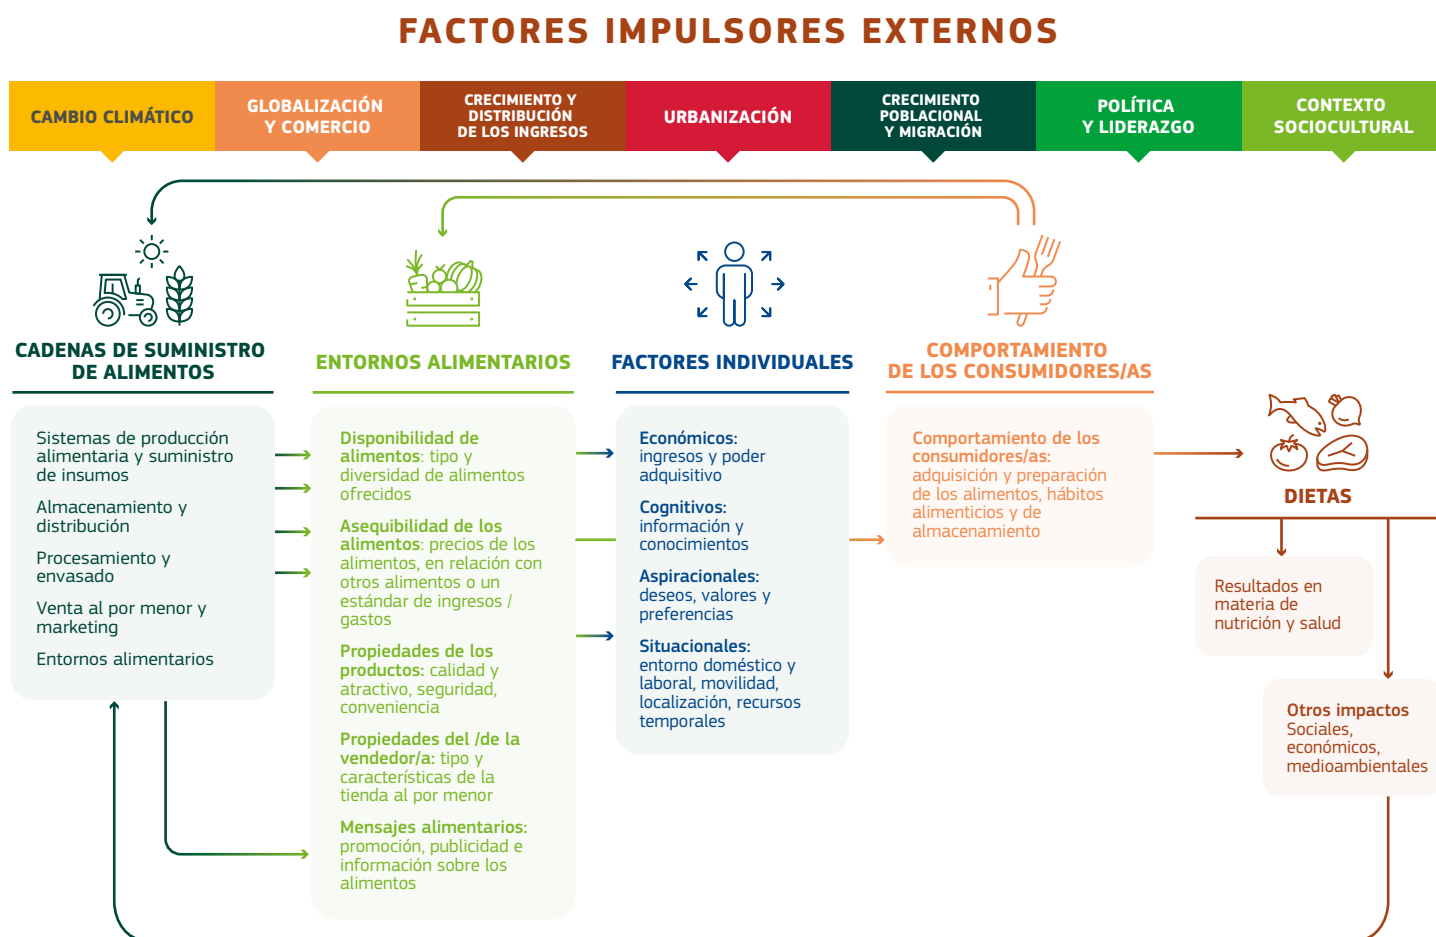 FACTORES IMPULSORES EXTERNOS
CAMBIO CLIMÁTICO
GLOBALIZACIÓN
Y COMERCIO
CRECIMIENTO Y
DISTRIBUCIÓN
DE LOS INGRESOS
URBANIZACIÓN
CRECIMIENTO
POBLACIONAL
Y MIGRACIÓN
POLÍTICA
Y LIDERAZGO
CONTEXTO
SOCIOCULTURAL
CADENAS DE SUMINISTRO
DE ALIMENTOS
Sistemas de producción
alimentaria y suministro
de insumos
Almacenamiento y
distribución
Procesamiento y
envasado
Venta al por menor y
marketing
Entornos alimentarios
ENTORNOS ALIMENTARIOS
Disponibilidad de
alimentos: tipo y
diversidad de alimentos
ofrecidos
Asequibilidad de los
alimentos: precios de los
alimentos, en relación con
otros alimentos o un
estándar de ingresos /
gastos
Propiedades de los
productos: calidad y
atractivo, seguridad,
conveniencia
Propiedades del /de la
vendedor/a: tipo y
características de la
tienda al por menor
Mensajes alimentarios:
promoción, publicidad e
información sobre los
alimentos
FACTORES INDIVIDUALES
Económicos:
ingresos y poder
adquisitivo
Cognitivos:
información y
conocimientos
Aspiracionales:
deseos, valores y
preferencias
Situacionales:
entorno doméstico y
laboral, movilidad,
localización, recursos
temporales
COMPORTAMIENTO
DE LOS CONSUMIDORES/AS
Comportamiento de los
consumidores/as:
adquisición y preparación
de los alimentos, hábitos
alimenticios y de
almacenamiento
DIETAS
Resultados en
materia de
nutrición y salud
Otros impactos
Sociales,
económicos,
medioambientales